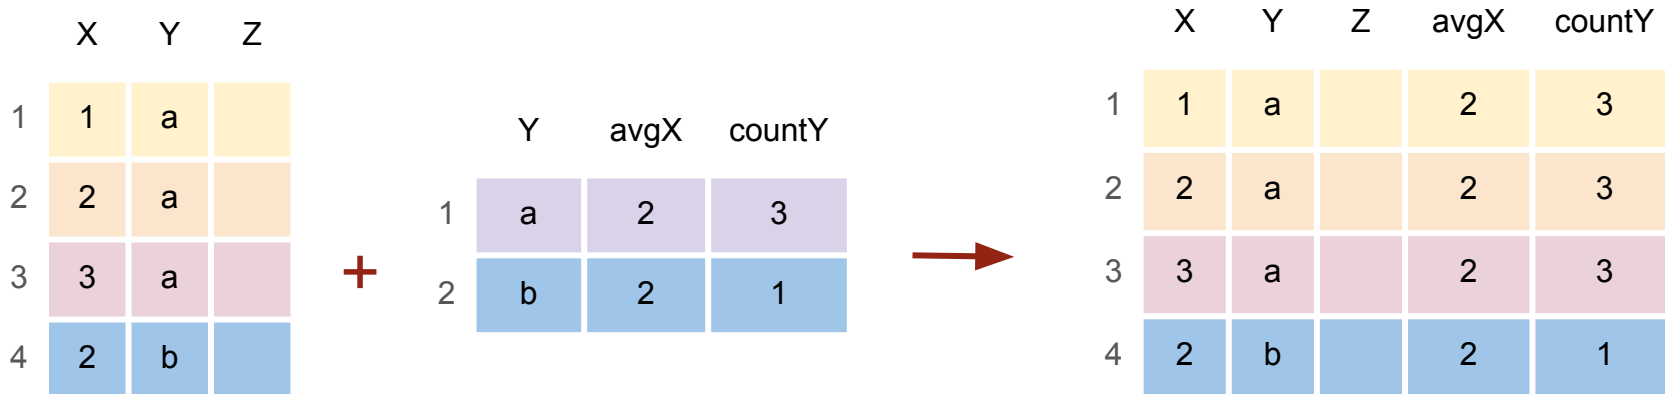 X Y Z
1 1 a
2 2 a
3 3 a
4 2 b
+
Y avgX countY
1 a 2 3
2 b 2 1
X Y Z avgX countY
1 1 a 2 3
2 2 a 2 3
3 3 a 2 3
4 2 b 2 1